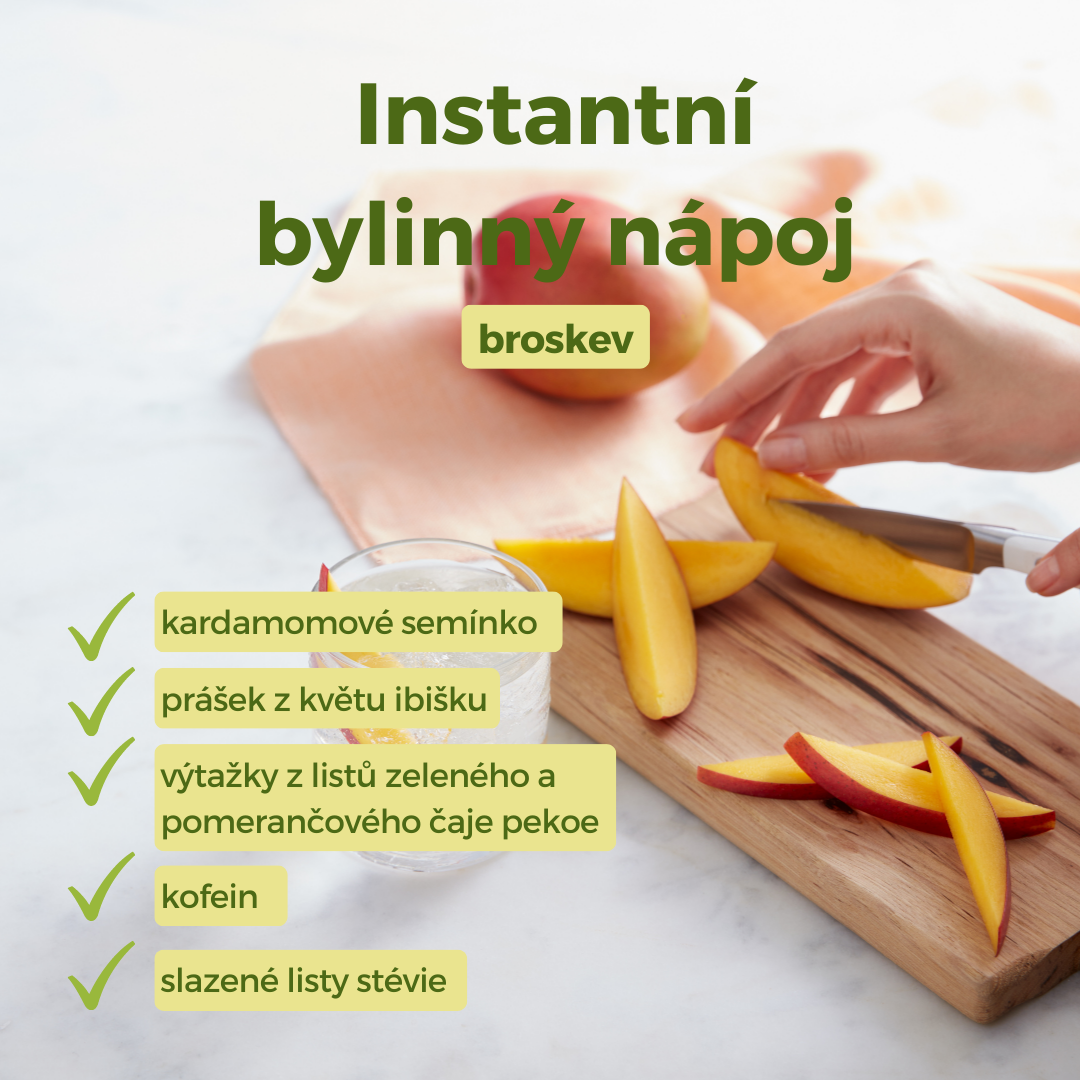 Instantní
bylinný nápoj
broskev
kardamomové semínko
prášek z květu ibišku
výtažky z listů zeleného a
pomerančového čaje pekoe
kofein
slazené listy stévie